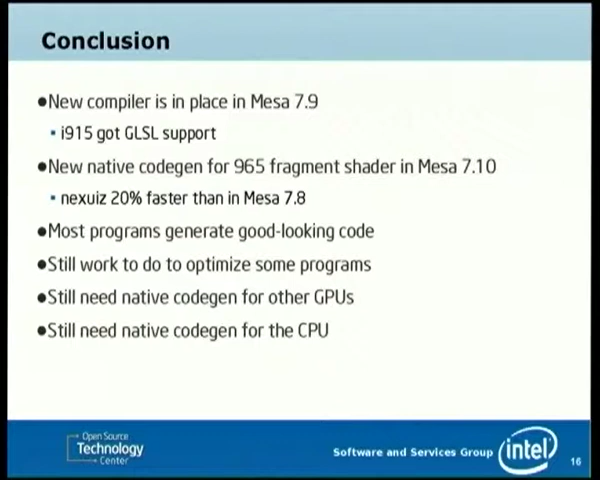 Conclusion
●New compiler is in place in Mesa 7.9
▪ i915 got GLSL support
●New native codegen for 965 fragment shader in Mesa 7.10
▪ nexuiz 20% faster than in Mesa 7.8
●Most programs generate good-looking code
●Still work to do to optimize some programs
●Still need native codegen for other GPUs
●Still need native codegen for the CPU
Open Source
Technology
Center
Software and Services Group
intel
16